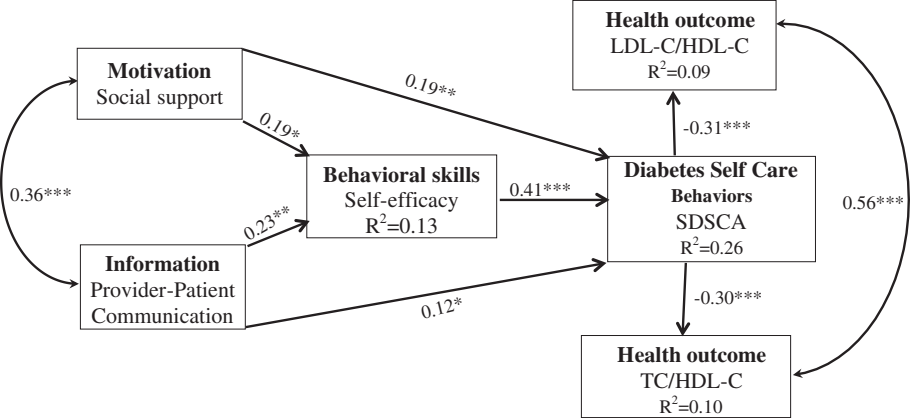 Health outcome
LDL-C/HDL-C
R²=0.09
Motivation
Social support
0.19**
0.19*
-0.31***
0.36***
Behavioral skills
Self-efficacy
R²=0.13
0.41***
Diabetes Self Care
Behaviors
SDSCA
R²=0.26
0.56***
0.23**
Information
Provider-Patient
Communication
0.12*
-0.30***
Health outcome
TC/HDL-C
R²=0.10